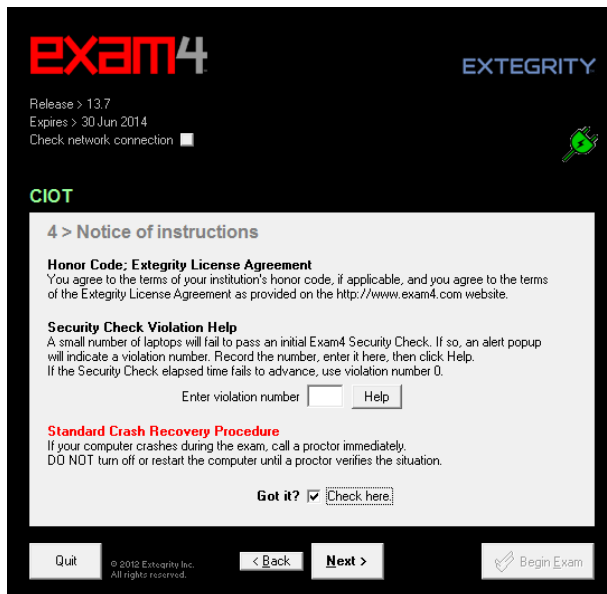 exam4
EXTEGRITY
Release > 13.7
Expires > 30 Jun 2014
Check network connection
CIOT
4 > Notice of instructions
Honor Code; Extegrity License Agreement
You agree to the terms of your institution's honor code, if applicable, and you agree to the terms
of the Extegrity License Agreement as provided on the http://www.exam4.com website.
Security Check Violation Help
A small number of laptops will fail to pass an initial Exam4 Security Check. If so, an alert popup
will indicate a violation number. Record the number, enter it here, then click Help.
If the Security Check elapsed time fails to advance, use violation number 0.
Enter violation number Help
Standard Crash Recovery Procedure
If your computer crashes during the exam, call a proctor immediately.
DO NOT turn off or restart the computer until a proctor verifies the situation.
Got it? Check here.
Quit
© 2012 Extegrity Inc.
All rights reserved.
< Back Next > Begin Exam